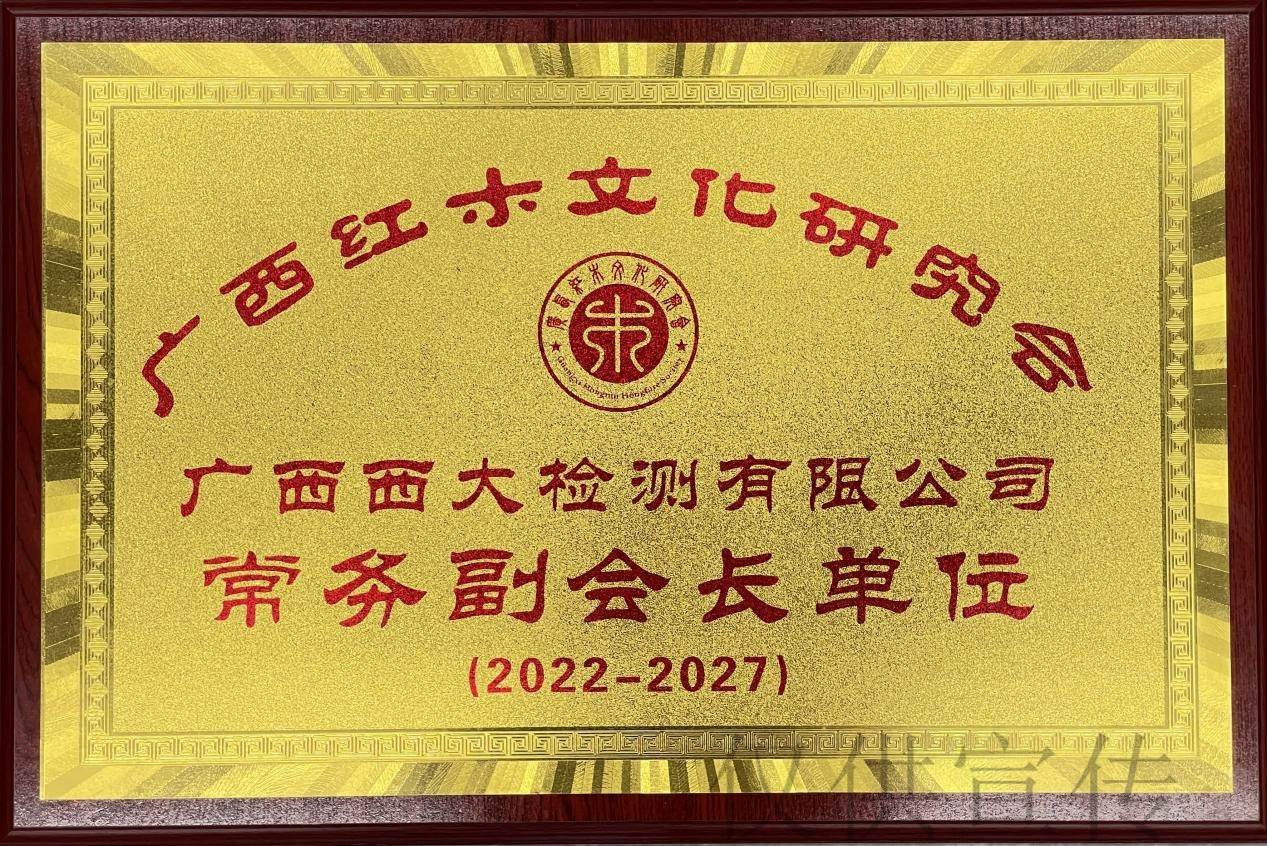 广西红木文化研究会
广西西大检测有限公司
常务副会长单位
(2022-2027)
仅供宣传